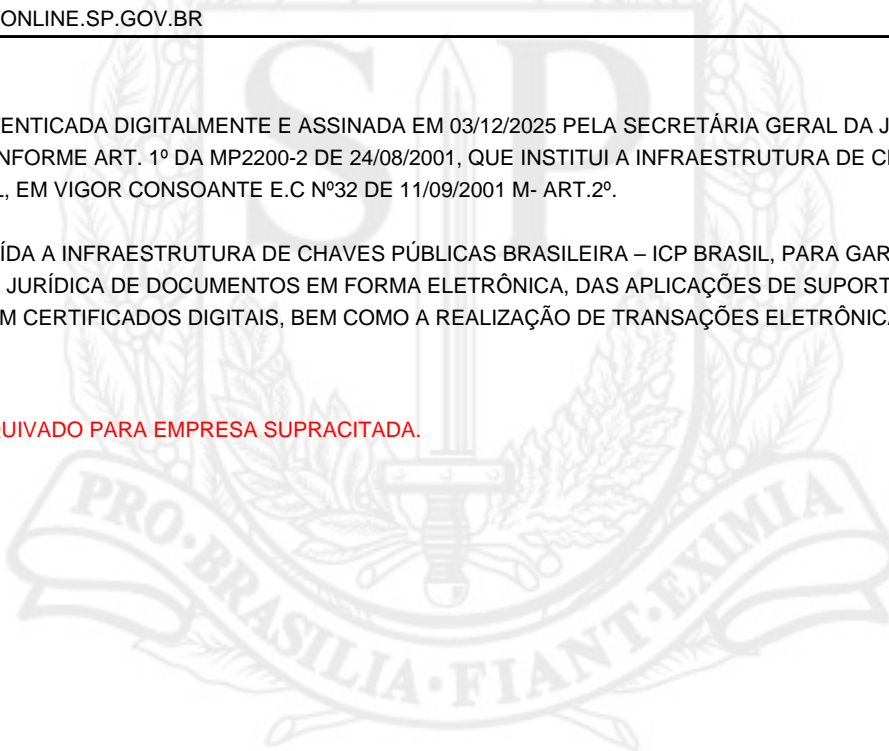 ONLINE.SP.GOV.BR
ENTICADA DIGITALMENTE E ASSINADA EM 03/12/2025 PELA SECRETÁRIA GERAL DA J
NFORME ART. 1º DA MP2200-2 DE 24/08/2001, QUE INSTITUI A INFRAESTRUTURA DE C
L, EM VIGOR CONSOANTE E.C Nº32 DE 11/09/2001 M- ART.2º.
ÍDA A INFRAESTRUTURA DE CHAVES PÚBLICAS BRASILEIRA – ICP BRASIL, PARA GAR
JURÍDICA DE DOCUMENTOS EM FORMA ELETRÔNICA, DAS APLICAÇÕES DE SUPORT
M CERTIFICADOS DIGITAIS, BEM COMO A REALIZAÇÃO DE TRANSAÇÕES ELETRÔNICA
QUIVADO PARA EMPRESA SUPRACITADA.
SP
PRO·BRASILIA·FIANT·EXIMIA